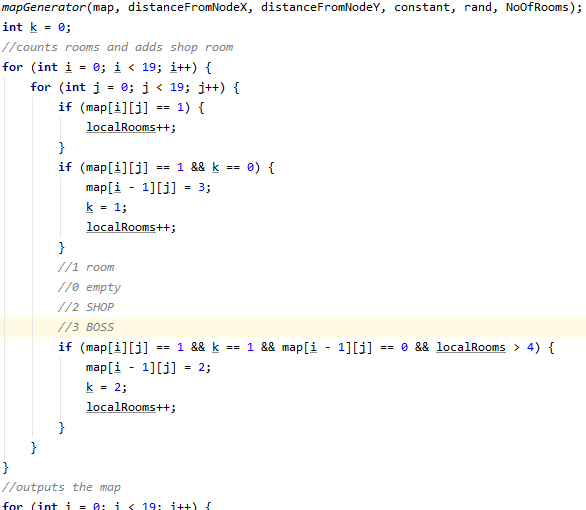 mapGenerator(map, distanceFromNodeX, distanceFromNodeY, constant, rand, NoOfRooms);
int k = 0;
//counts rooms and adds shop room
for (int i = 0; i < 19; i++) {
    for (int j = 0; j < 19; j++) {
        if (map[i][j] == 1) {
            localRooms++;
        }
        if (map[i][j] == 1 && k == 0) {
            map[i - 1][j] = 3;
            k = 1;
            localRooms++;
        }
        //1 room
        //0 empty
        //2 SHOP
        //3 BOSS
        if (map[i][j] == 1 && k == 1 && map[i - 1][j] == 0 && localRooms > 4) {
            map[i - 1][j] = 2;
            k = 2;
            localRooms++;
        }
    }
}
//outputs the map
for (int i = 0; i < 19; i++) {